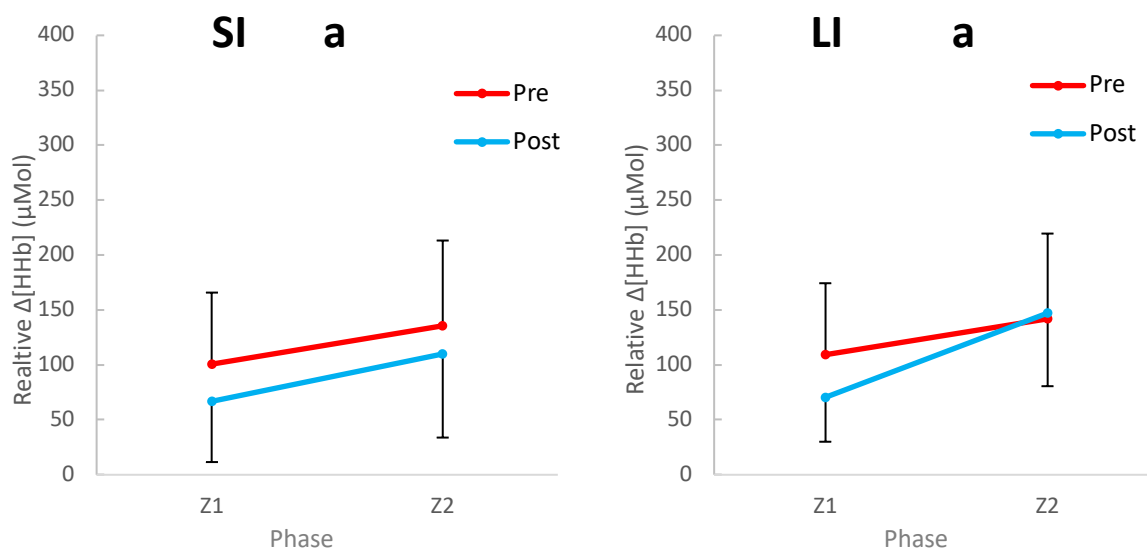 SI a
400
350
300
250
200
150
100
50
0
Realtive Δ[HHb] (μMol)
Pre
Post
Z1 Z2
Phase
LI a
400
350
300
250
200
150
100
50
0
Relative Δ[HHb] (μMol)
Pre
Post
Z1 Z2
Phase